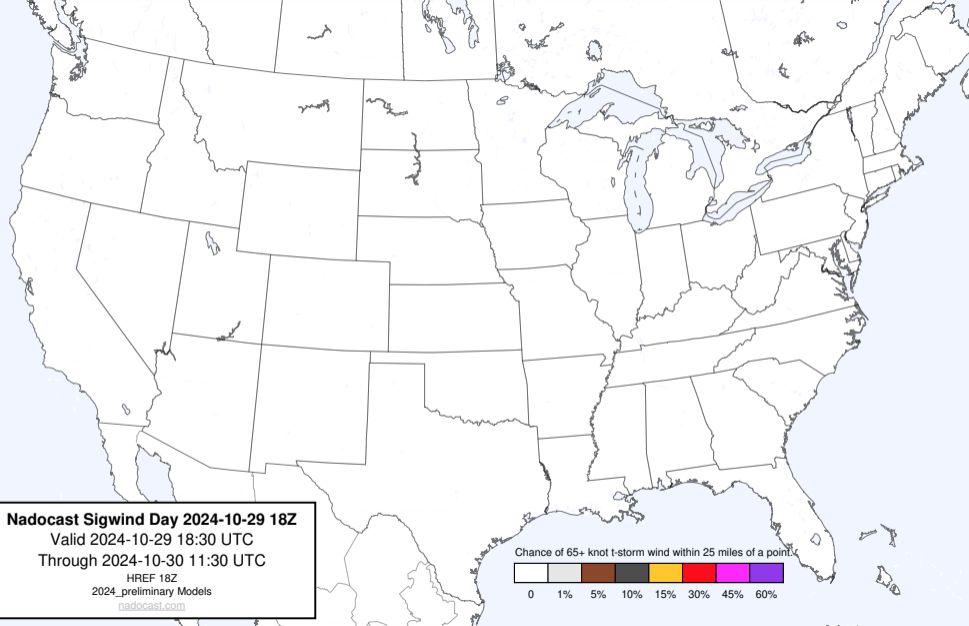 Nadocast Sigwind Day 2024-10-29 18Z
Valid 2024-10-29 18:30 UTC
Through 2024-10-30 11:30 UTC
HREF 18Z
2024_preliminary Models
nadocast.com
Chance of 65+ knot t-storm wind within 25 miles of a point.
0 1% 5% 10% 15% 30% 45% 60%